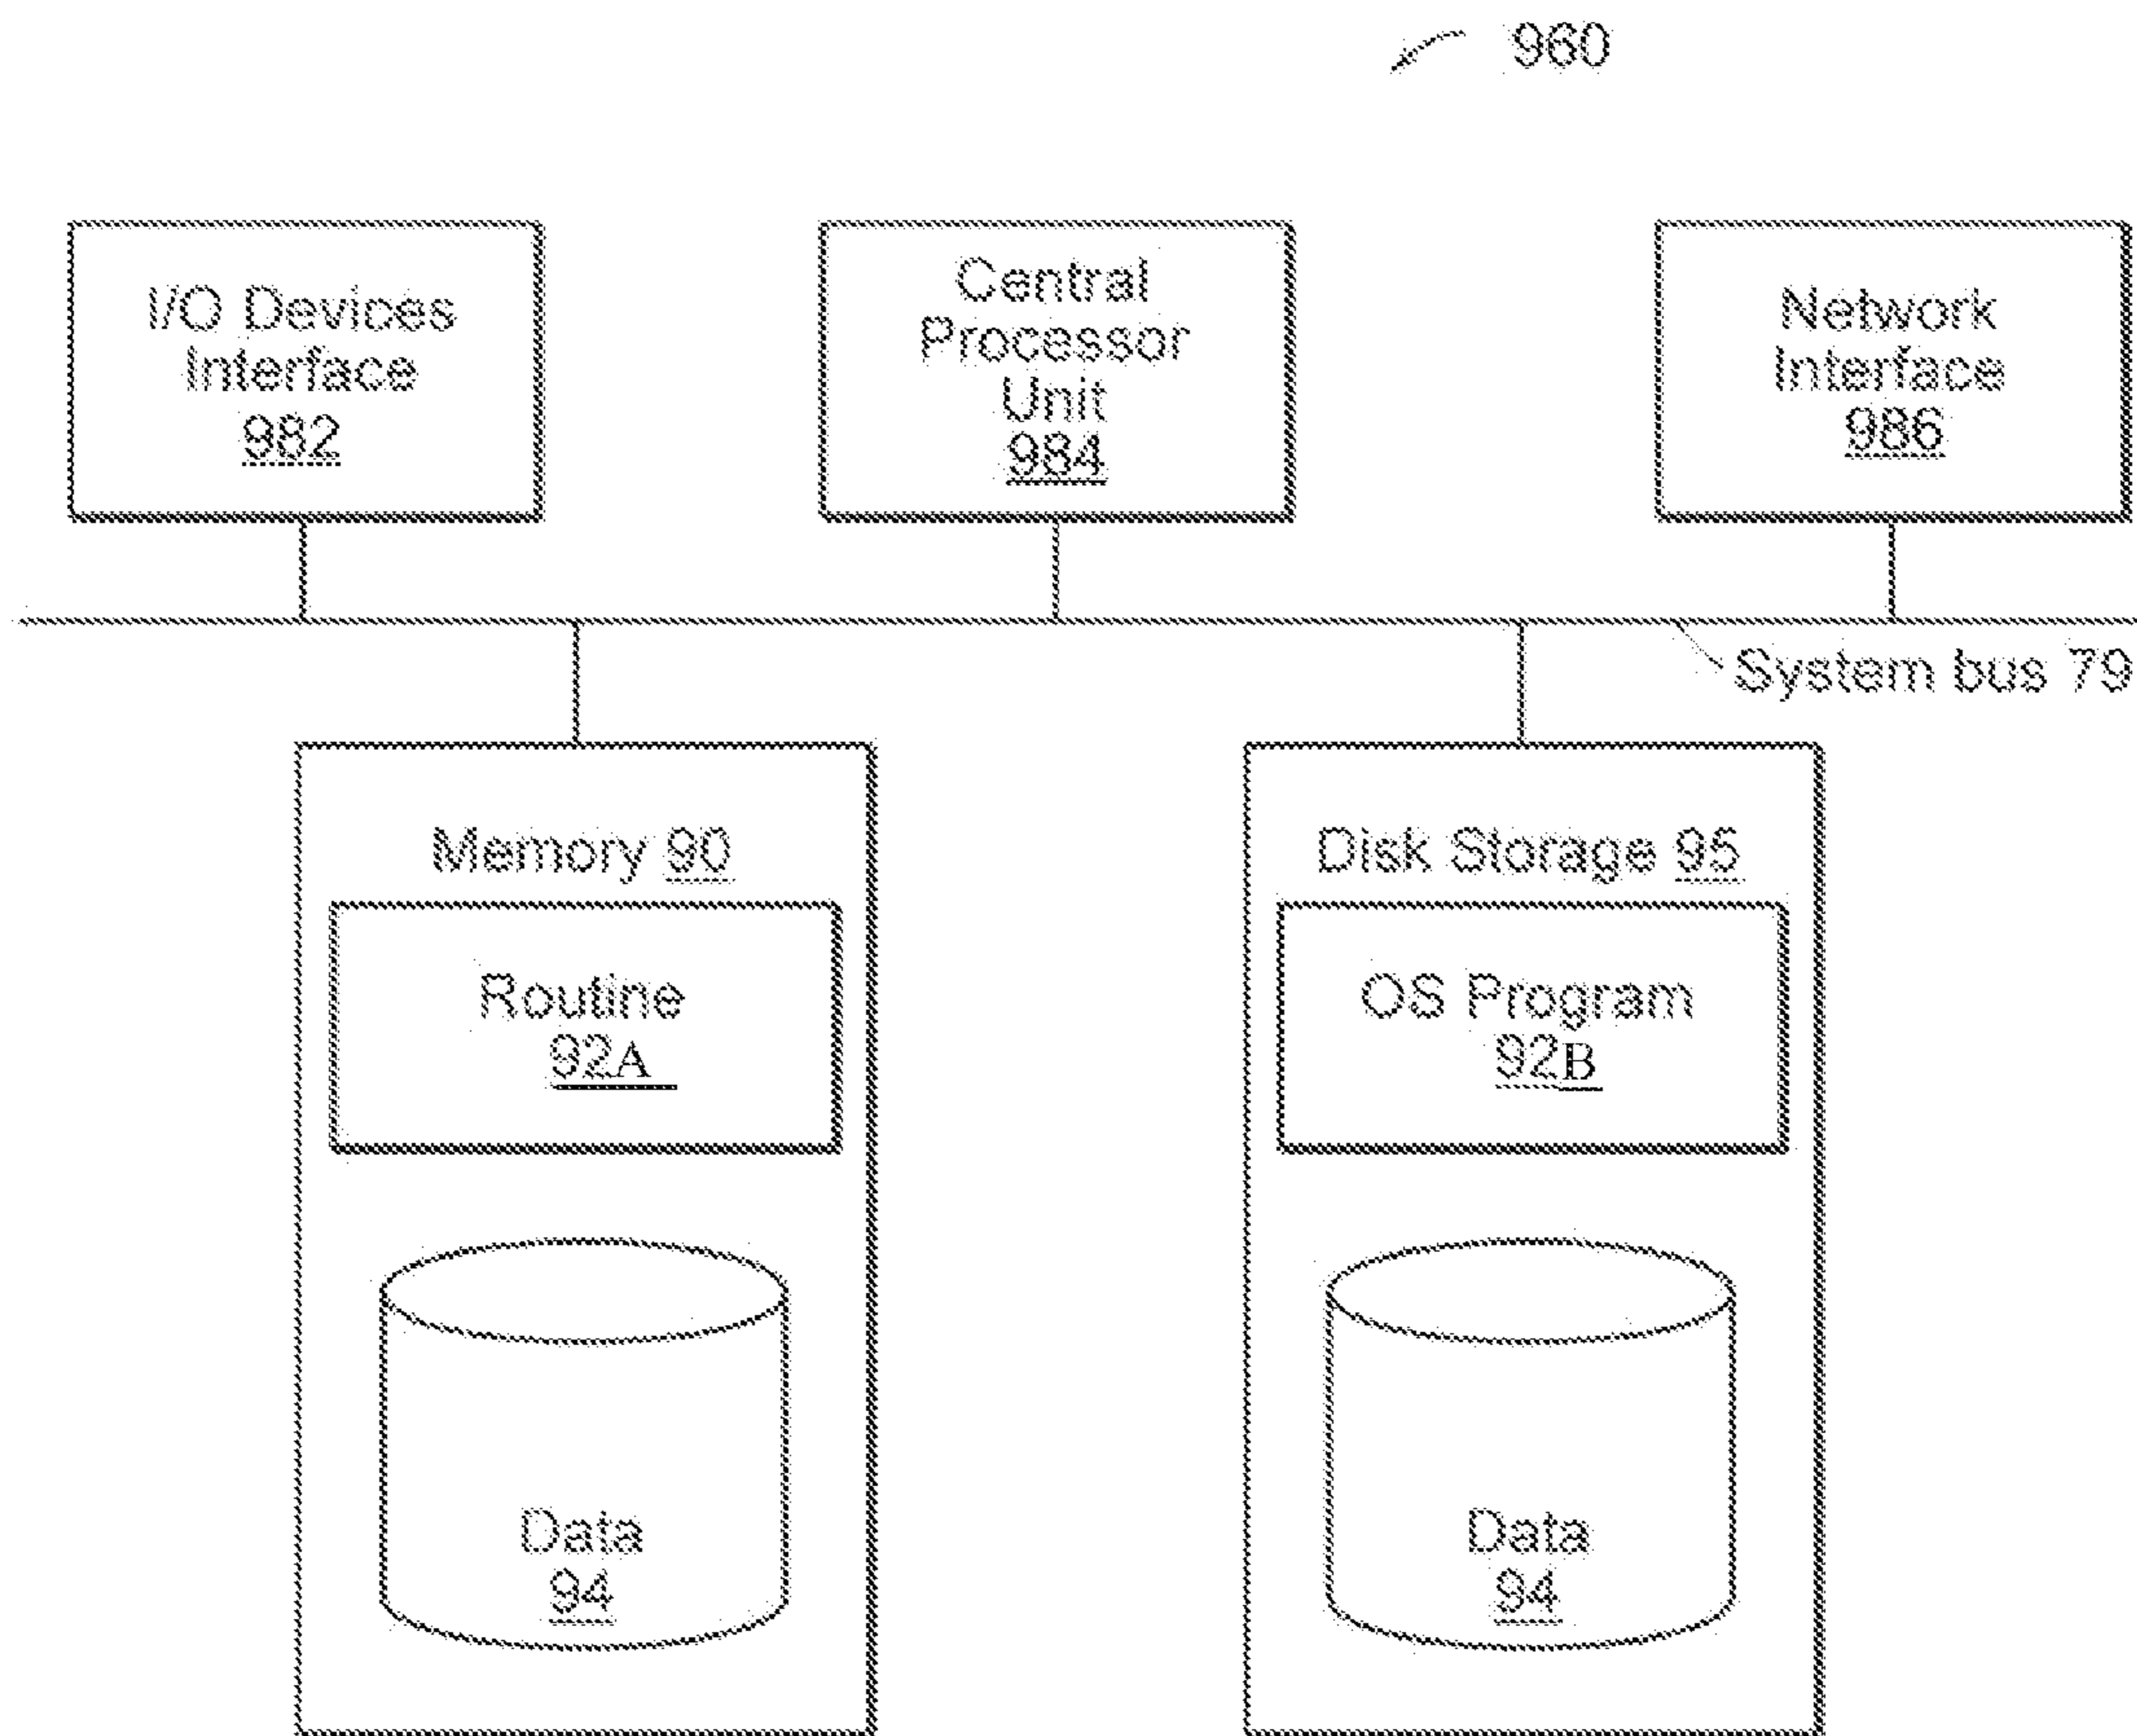 960
I/O Devices
Interface
982
Central
Processor
Unit
984
Network
Interface
986
System bus 79
Memory 90
Routine
92A
Data
94
Disk Storage 95
OS Program
92B
Data
94